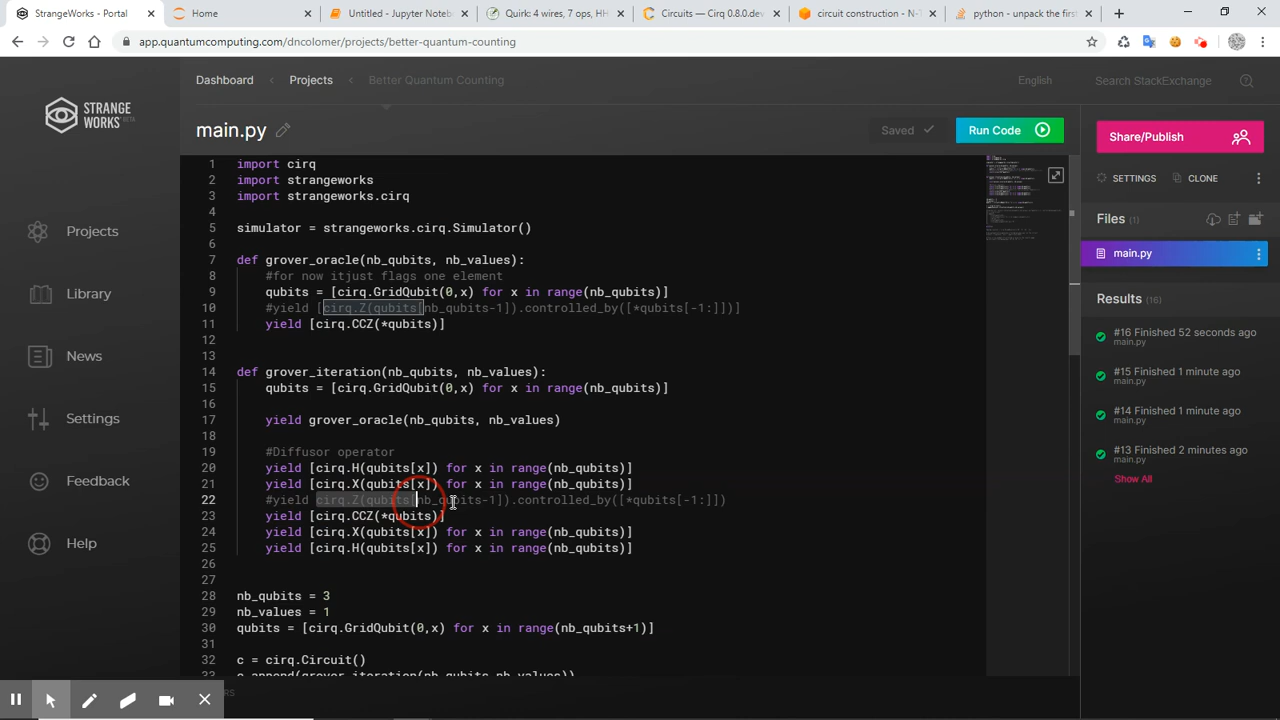 StrangeWorks - Portal
Home
Untitled - Jupyter Noteb
Quirk: 4 wires, 7 ops, HH
Circuits — Cirq 0.8.0.dev
circuit construction - N-T
python - unpack the first
app.quantumcomputing.com/dncolomer/projects/better-quantum-counting
STRANGE
WORKS BETA
Projects
Library
News
Settings
Feedback
Help
Dashboard
Projects
Better Quantum Counting
English
Search StackExchange
main.py
Saved
Run Code
1 import cirq
2 import strangeworks
3 import strangeworks.cirq
4
5 simulator = strangeworks.cirq.Simulator()
6
7 def grover_oracle(nb_qubits, nb_values):
8 #for now itjust flags one element
9 qubits = [cirq.GridQubit(0,x) for x in range(nb_qubits)]
10 #yield [cirq.Z(qubits[nb_qubits-1]).controlled_by([*qubits[-1:]])]
11 yield [cirq.CCZ(*qubits)]
12
13
14 def grover_iteration(nb_qubits, nb_values):
15 qubits = [cirq.GridQubit(0,x) for x in range(nb_qubits)]
16
17 yield grover_oracle(nb_qubits, nb_values)
18
19 #Diffusor operator
20 yield [cirq.H(qubits[x]) for x in range(nb_qubits)]
21 yield [cirq.X(qubits[x]) for x in range(nb_qubits)]
22 #yield cirq.Z(qubits[nb_qubits-1]).controlled_by([*qubits[-1:]])
23 yield [cirq.CCZ(*qubits)]
24 yield [cirq.X(qubits[x]) for x in range(nb_qubits)]
25 yield [cirq.H(qubits[x]) for x in range(nb_qubits)]
26
27
28 nb_qubits = 3
29 nb_values = 1
30 qubits = [cirq.GridQubit(0,x) for x in range(nb_qubits+1)]
31
32 c = cirq.Circuit()
33 c.append(grover_iteration(nb_qubits,nb_values))
Share/Publish
SETTINGS
CLONE
Files (1)
main.py
Results (16)
#16 Finished 52 seconds ago
main.py
#15 Finished 1 minute ago
main.py
#14 Finished 1 minute ago
main.py
#13 Finished 2 minutes ago
main.py
Show All